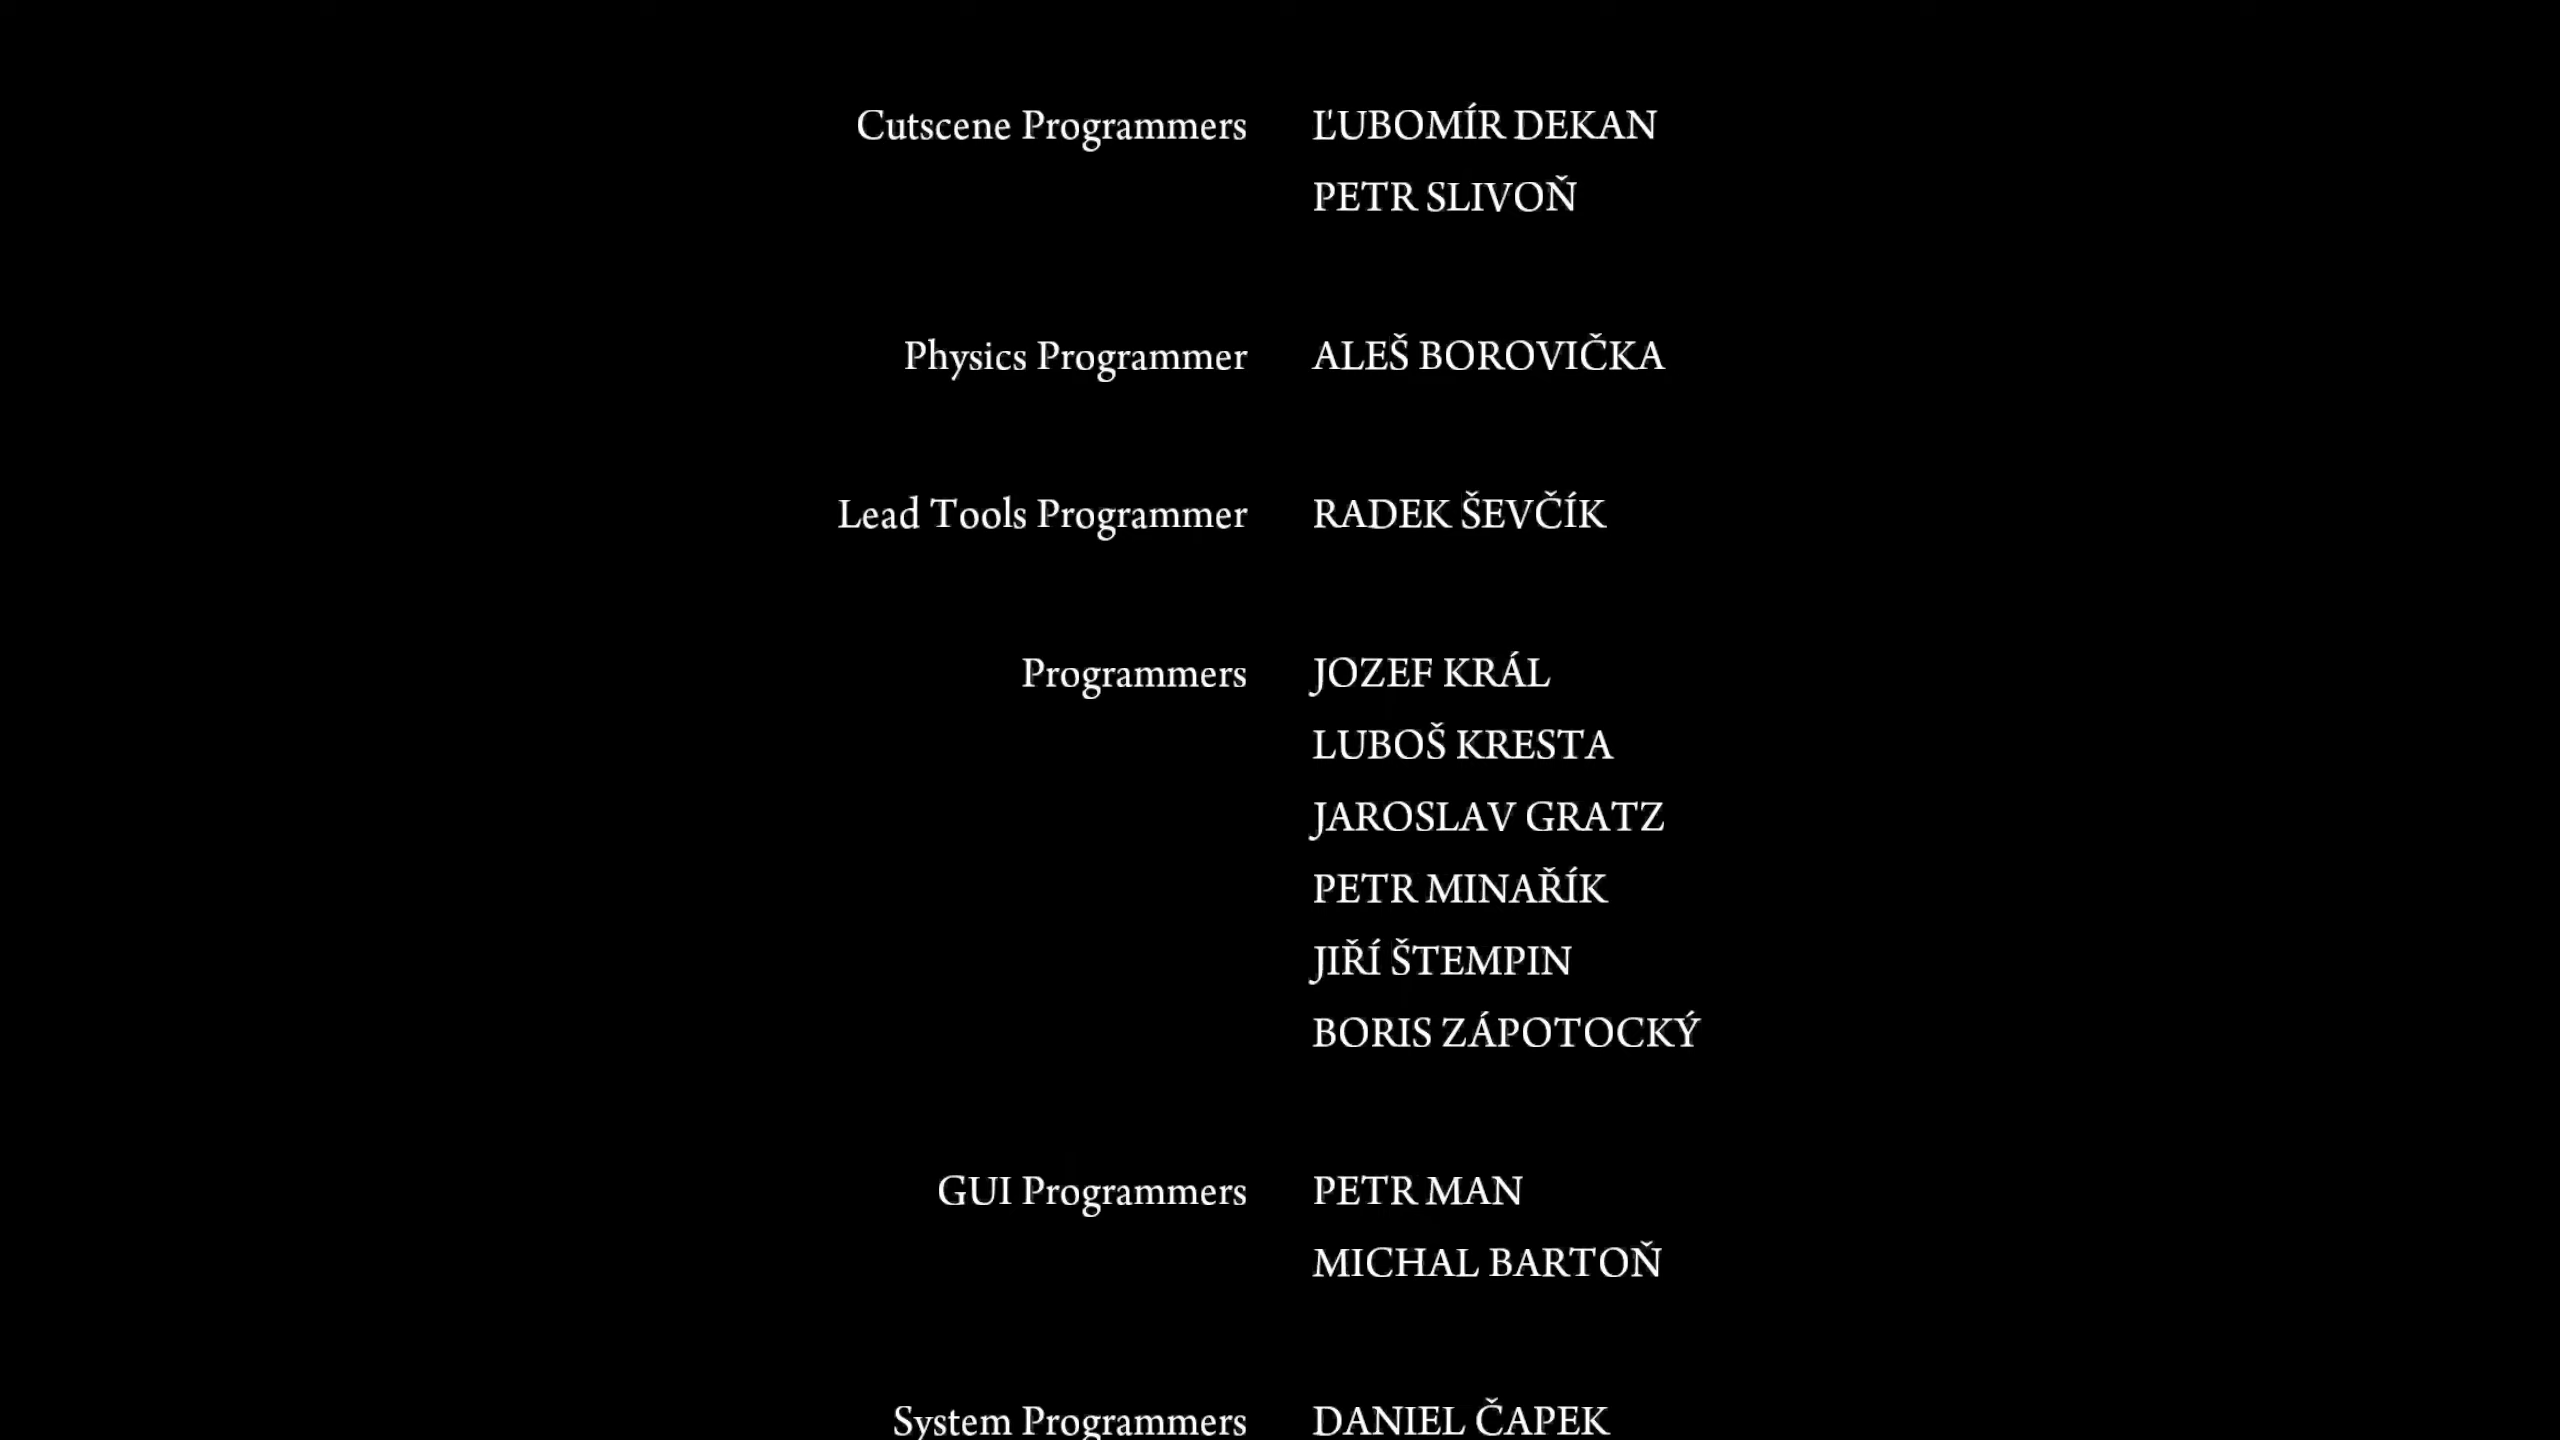 Cutscene Programmers ĽUBOMÍR DEKAN
PETR SLIVOŇ
Physics Programmer ALEŠ BOROVIČKA
Lead Tools Programmer RADEK ŠEVČÍK
Programmers JOZEF KRÁL
LUBOŠ KRESTA
JAROSLAV GRATZ
PETR MINAŘÍK
JIŘÍ ŠTEMPIN
BORIS ZÁPOTOCKÝ
GUI Programmers PETR MAN
MICHAL BARTOŇ
System Programmers DANIEL ČAPEK